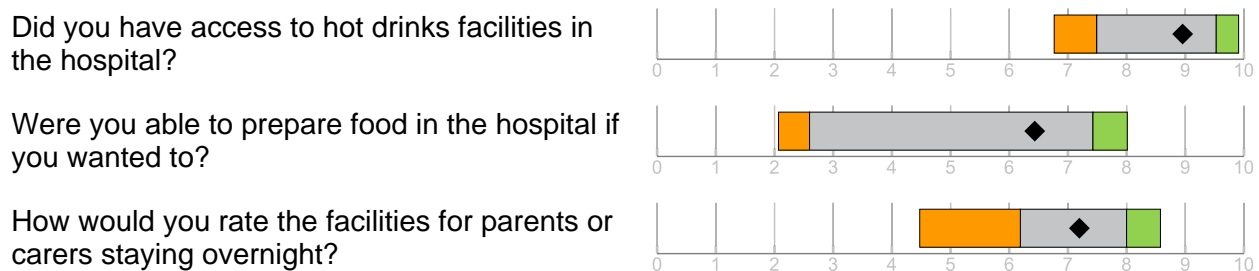 Did you have access to hot drinks facilities in
the hospital?
0 1 2 3 4 5 6 7 8 9 10
Were you able to prepare food in the hospital if
you wanted to?
0 1 2 3 4 5 6 7 8 9 10
How would you rate the facilities for parents or
carers staying overnight?
0 1 2 3 4 5 6 7 8 9 10